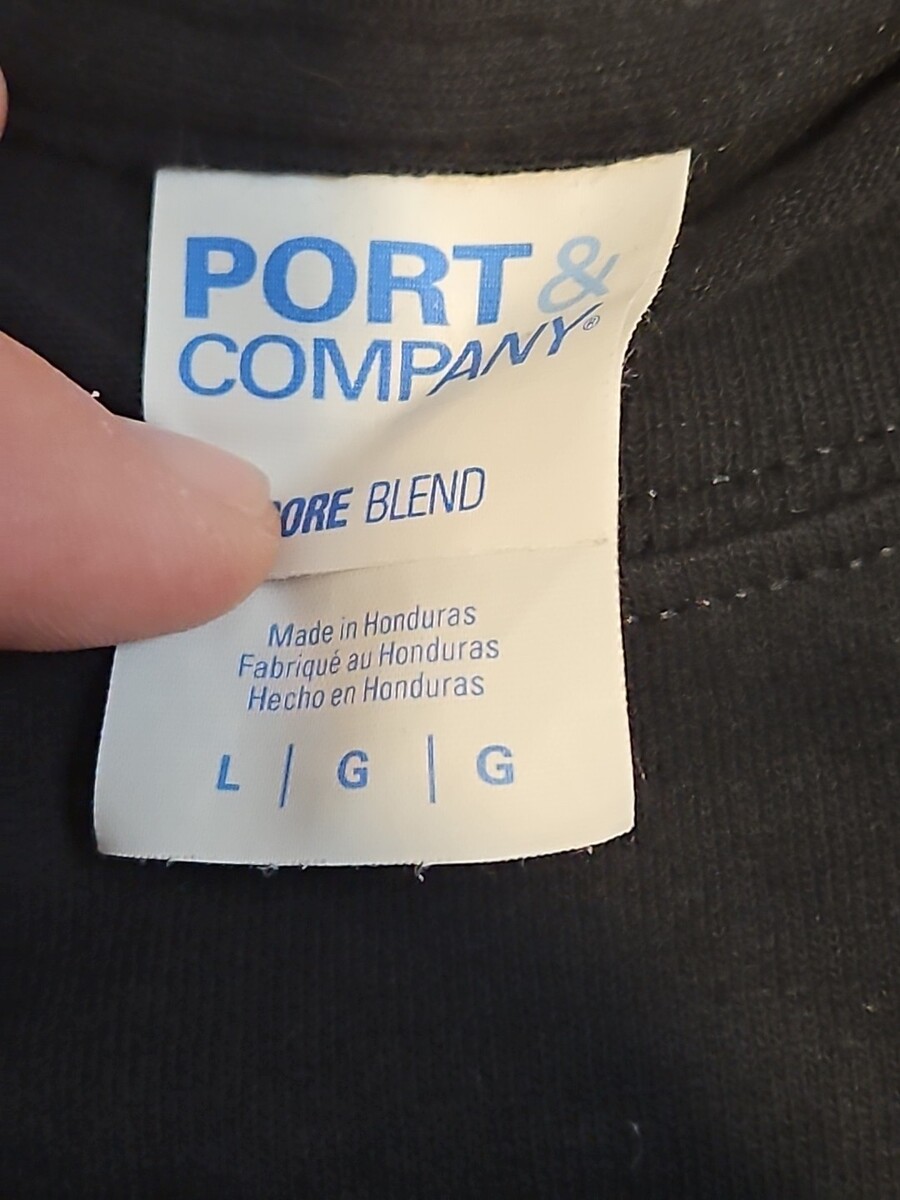 PORT &
COMPANY®
ORE BLEND
Made in Honduras
Fabriqué au Honduras
Hecho en Honduras
L | G | G